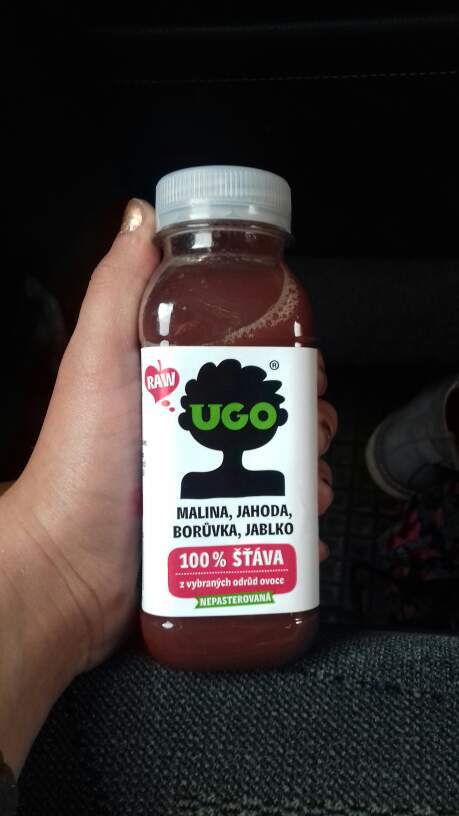 ®
RAW
UGO
MALINA, JAHODA,
BORŮVKA, JABLKO
100% ŠŤÁVA
z vybraných odrůd ovoce
NEPASTEROVANÁ